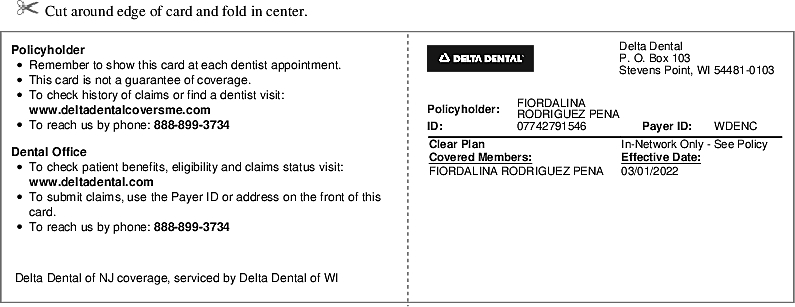 Cut around edge of card and fold in center.
Policyholder
• Remember to show this card at each dentist appointment.
• This card is not a guarantee of coverage.
• To check history of claims or find a dentist visit:
www.deltadentalcoversme.com
• To reach us by phone: 888-899-3734
Dental Office
• To check patient benefits, eligibility and claims status visit:
www.deltadental.com
• To submit claims, use the Payer ID or address on the front of this
card.
• To reach us by phone: 888-899-3734
Delta Dental of NJ coverage, serviced by Delta Dental of WI
DELTA DENTAL
Delta Dental
P. O. Box 103
Stevens Point, WI 54481-0103
Policyholder: FIORDALINA
RODRIGUEZ PENA
ID: 07742791546 Payer ID: WDENC
Clear Plan In-Network Only - See Policy
Covered Members: Effective Date:
FIORDALINA RODRIGUEZ PENA 03/01/2022